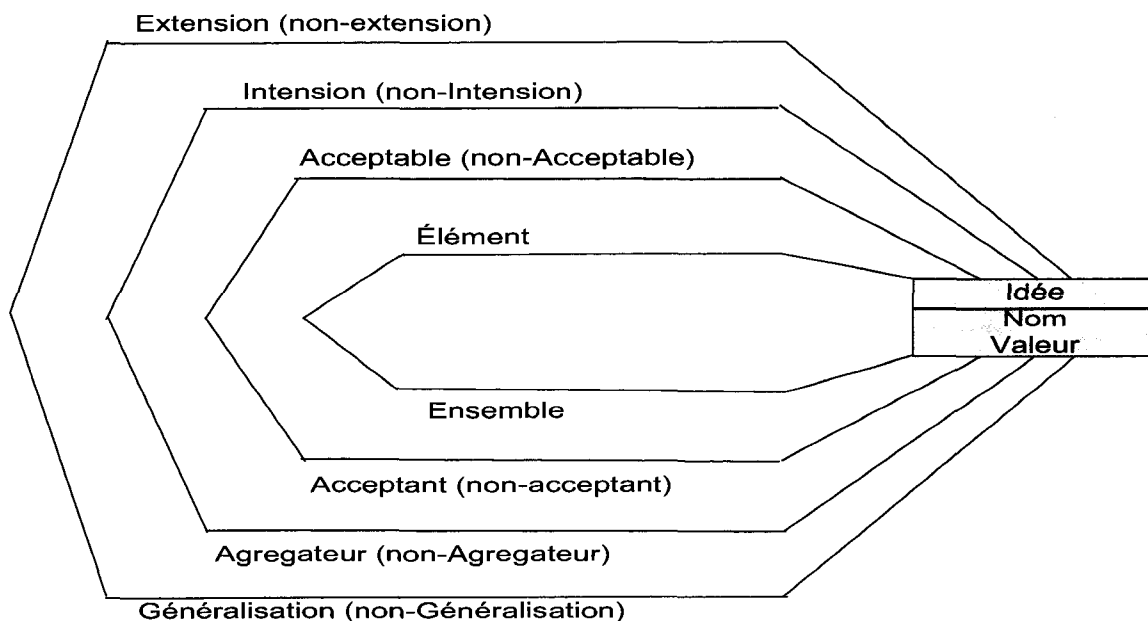 Extension (non-extension)
Intension (non-Intension)
Acceptable (non-Acceptable)
Élément
Idée
Nom
Valeur
Ensemble
Acceptant (non-acceptant)
Agregateur (non-Agregateur)
Généralisation (non-Généralisation)